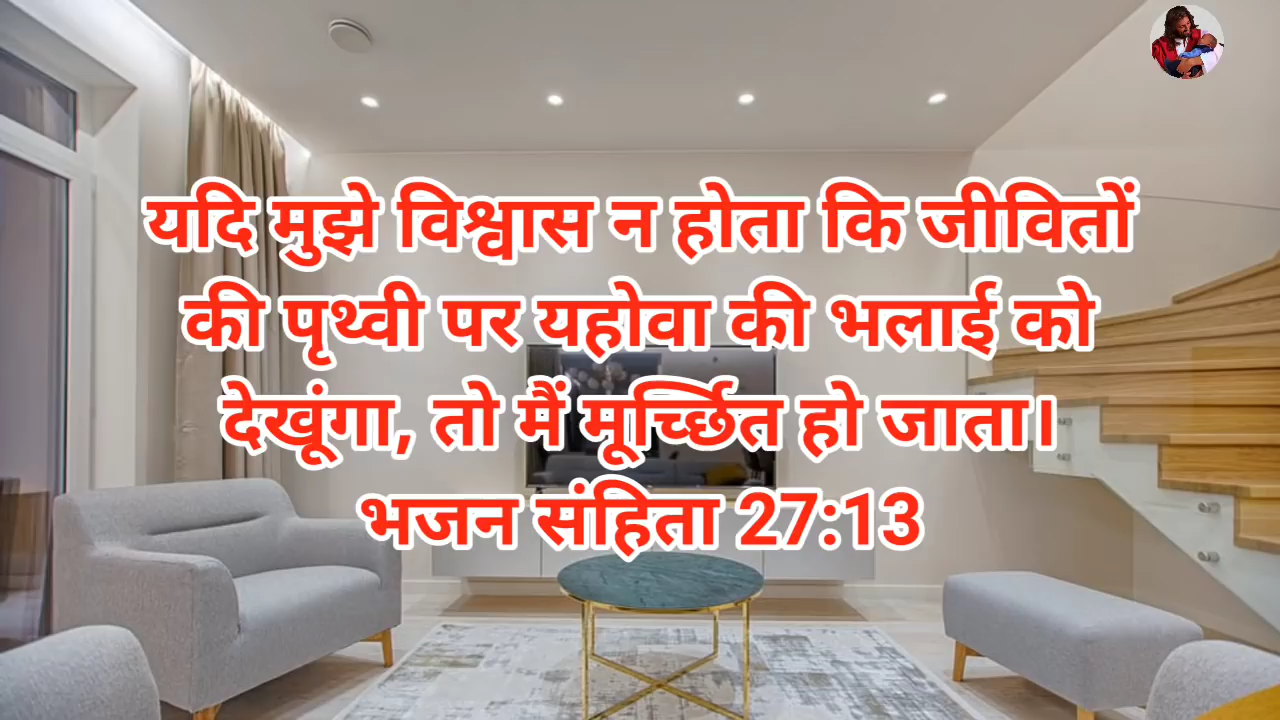 यदि मुझे विश्वास न होता कि जीवितों
की पृथ्वी पर यहोवा की भलाई को
देखूंगा, तो मैं मूर्च्छित हो जाता।
भजन संहिता 27:13